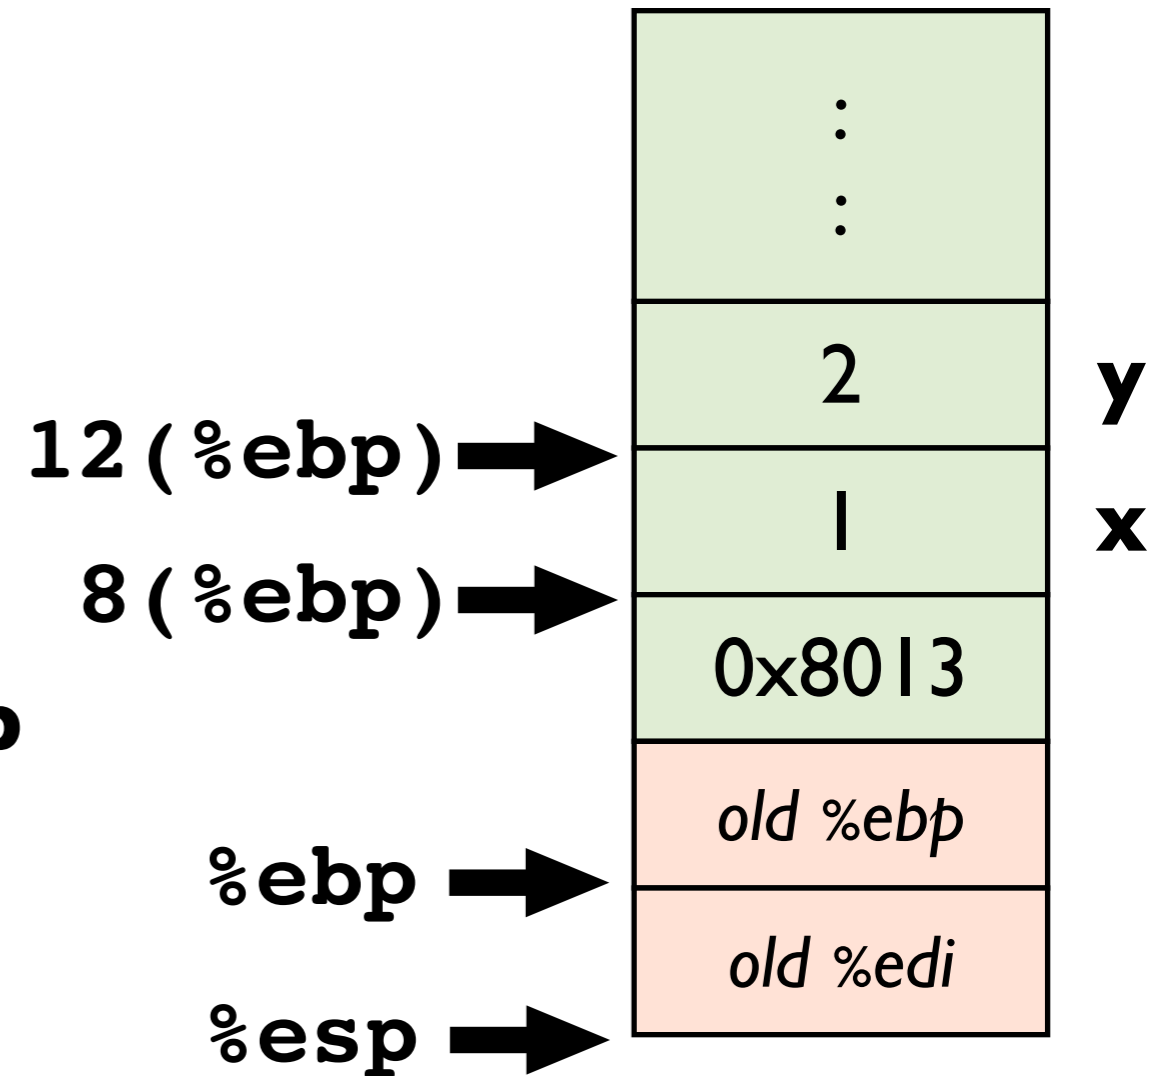 2 y
12(%ebp)
1 x
8(%ebp)
0x8013
old %ebp
%ebp
old %edi
%esp